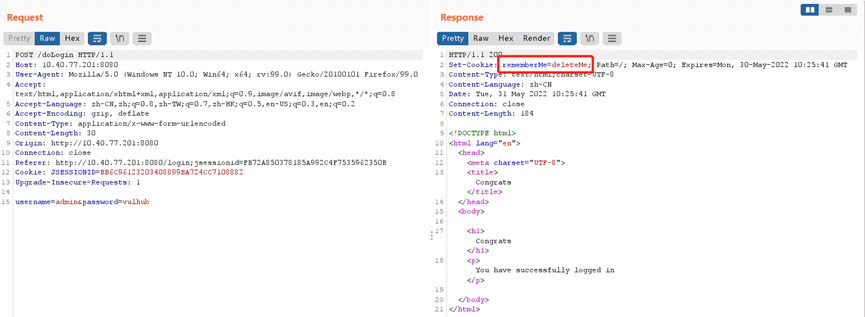 Request
Pretty Raw Hex \n
1 POST /doLogin HTTP/1.1
2 Host: 10.40.77.201:8080
3 User-Agent: Mozilla/5.0 (Windows NT 10.0; Win64; x64; rv:99.0) Gecko/20100101 Firefox/99.0
4 Accept:
text/html,application/xhtml+xml,application/xml;q=0.9,image/avif,image/webp,*/*;q=0.8
5 Accept-Language: zh-CN,zh;q=0.8,zh-TW;q=0.7,zh-HK;q=0.5,en-US;q=0.3,en;q=0.2
6 Accept-Encoding: gzip, deflate
7 Content-Type: application/x-www-form-urlencoded
8 Content-Length: 30
9 Origin: http://10.40.77.201:8080
10 Connection: close
11 Referer: http://10.40.77.201:8080/login;jsessionid=FB72A850378185A992C4F7535962350B
12 Cookie: JSESSIONID=BB6C96123203408899BA724CC7108882
13 Upgrade-Insecure-Requests: 1
14
15 username=admin&password=vulhub
Response
Pretty Raw Hex Render \n
1 HTTP/1.1 200
2 Set-Cookie: rememberMe=deleteMe; Path=/; Max-Age=0; Expires=Mon, 30-May-2022 10:25:41 GMT
3 Content-Type: text/html;charset=UTF-8
4 Content-Language: zh-CN
5 Date: Tue, 31 May 2022 10:25:41 GMT
6 Connection: close
7 Content-Length: 184
8
9 <!DOCTYPE html>
10 <html lang="en">
11 <head>
12 <meta charset="UTF-8">
13 <title>
Congrats
</title>
14 </head>
15 <body>
16
17 <h1>
Congrats
</h1>
18 <p>
You have successfully logged in
</p>
19
20 </body>
21 </html>